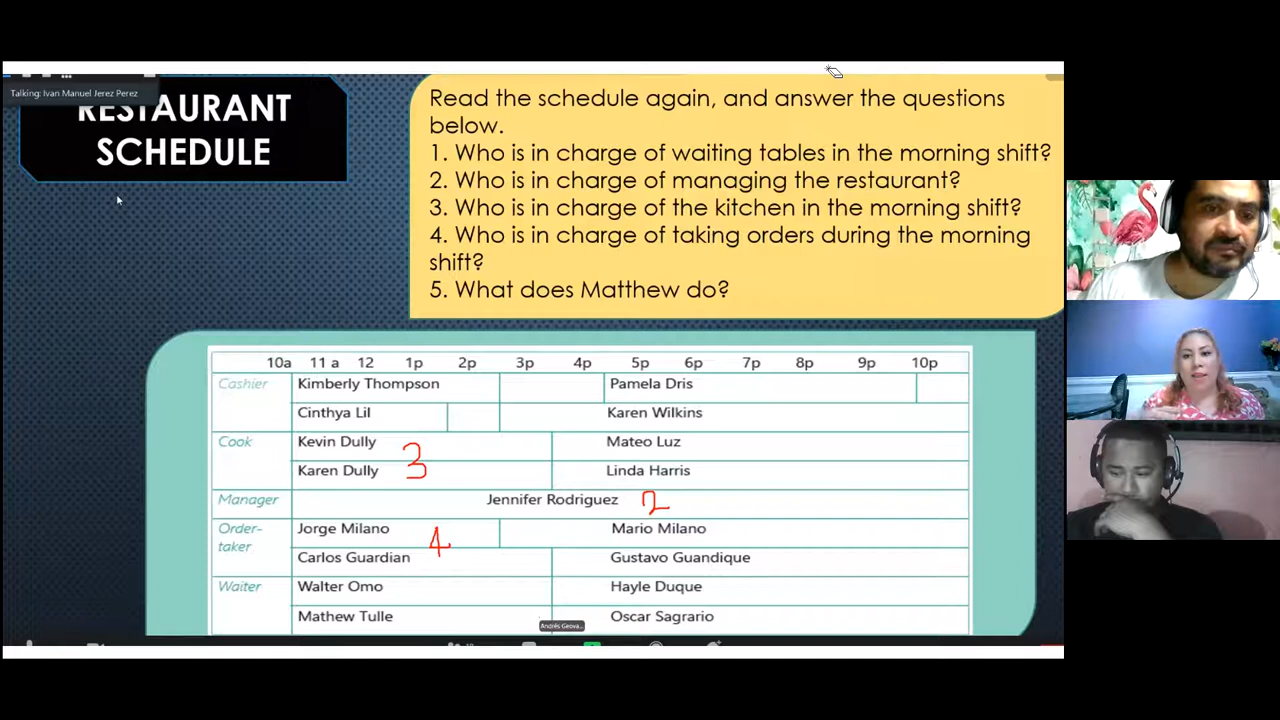 Talking: Ivan Manuel Jerez Perez
RESTAURANT
SCHEDULE
Read the schedule again, and answer the questions
below.
1. Who is in charge of waiting tables in the morning shift?
2. Who is in charge of managing the restaurant?
3. Who is in charge of the kitchen in the morning shift?
4. Who is in charge of taking orders during the morning
shift?
5. What does Matthew do?
10a 11 a 12 1p 2p 3p 4p 5p 6p 7p 8p 9p 10p
Cashier Kimberly Thompson Pamela Dris
Cinthya Lil Karen Wilkins
Cook Kevin Dully Mateo Luz
3
Karen Dully Linda Harris
Manager Jennifer Rodriguez 2
Order-
taker
Jorge Milano Mario Milano
4
Carlos Guardian Gustavo Guandique
Waiter Walter Omo Hayle Duque
Mathew Tulle Oscar Sagrario
Andrés Geova...